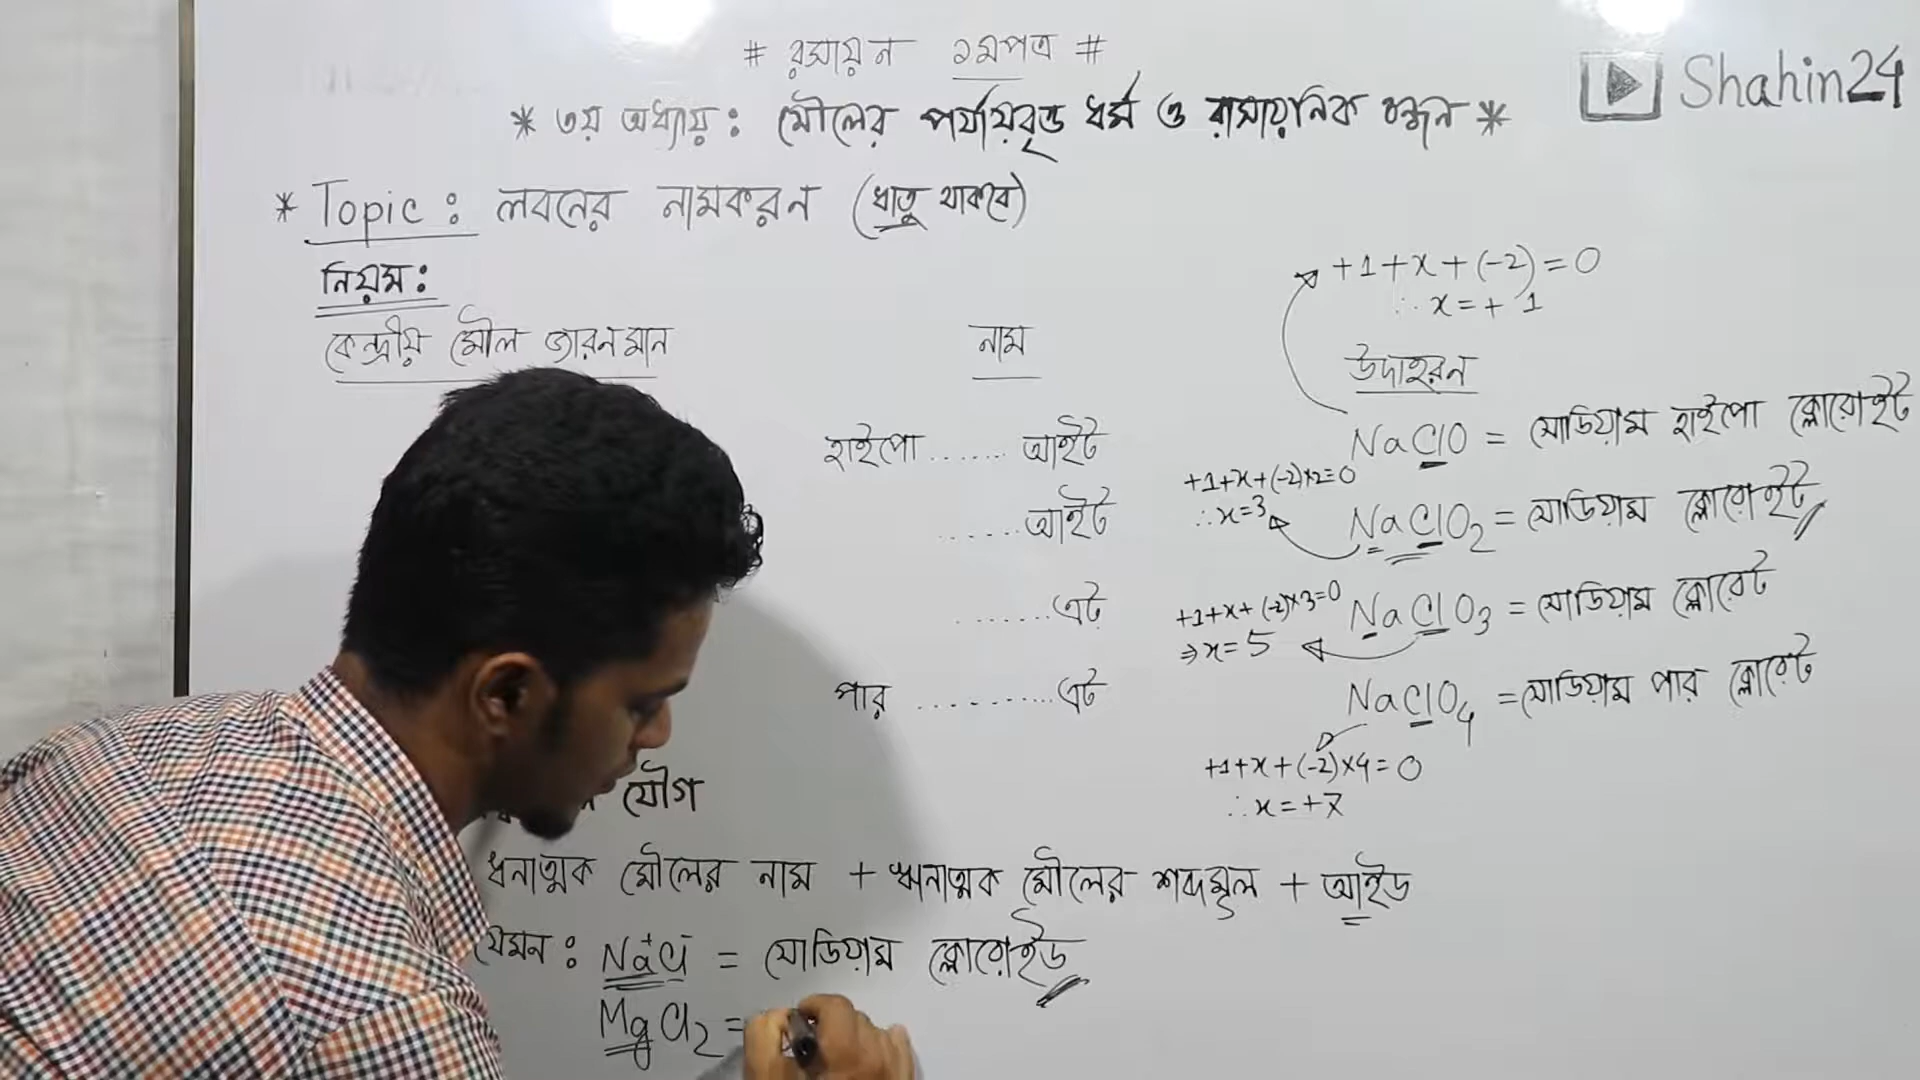 # রসায়ন ১মপত্র #
Shahin24
* ৩য় অধ্যায় : মৌলের পর্যায়বৃত্ত ধর্ম ও রাসায়নিক বন্ধন *
* Topic : লবনের নামকরন (ধাতু থাকবে)
নিয়ম :
কেন্দ্রীয় মৌল জারনমান
নাম
+1+x+(-2)=0
∴ x=+1
উদাহরন
হাইপো ....... আইট
NaClO = সোডিয়াম হাইপো ক্লোরাইট
+1+x+(-2)×2=0
∴ x=3
...... আইট
NaClO₂ = সোডিয়াম ক্লোরাইট
....... এট
+1+x+(-2)×3=0
⇒ x=5
NaClO₃ = সোডিয়াম ক্লোরেট
পার .......... এট
NaClO₄ = সোডিয়াম পার ক্লোরেট
+1+x+(-2)×4=0
∴ x=+7
যৌগ
ধনাত্মক মৌলের নাম + ঋনাত্মক মৌলের শব্দমূল + আইড
যেমন : Na⁺Cl⁻ = সোডিয়াম ক্লোরাইড
MgCl₂ =